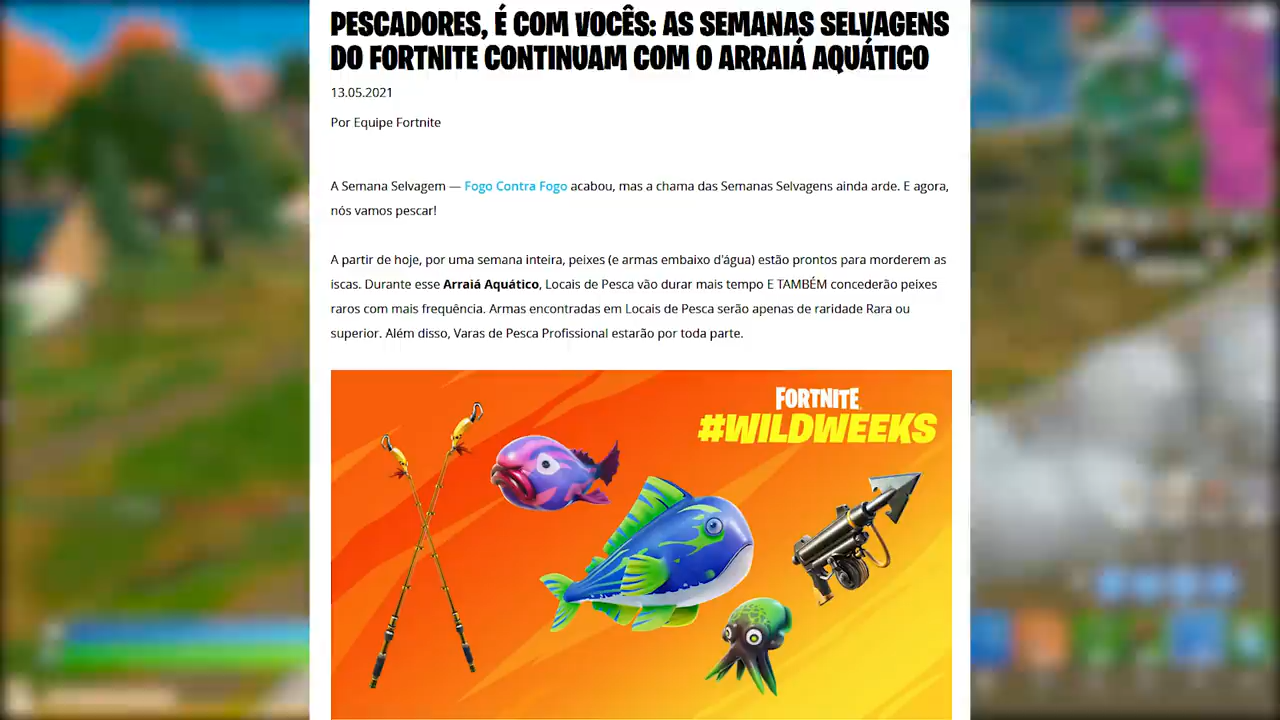 PESCADORES, É COM VOCÊS: AS SEMANAS SELVAGENS
DO FORTNITE CONTINUAM COM O ARRAIÁ AQUÁTICO
13.05.2021
Por Equipe Fortnite
A Semana Selvagem — Fogo Contra Fogo acabou, mas a chama das Semanas Selvagens ainda arde. E agora,
nós vamos pescar!
A partir de hoje, por uma semana inteira, peixes (e armas embaixo d'água) estão prontos para morderem as
iscas. Durante esse Arraiá Aquático, Locais de Pesca vão durar mais tempo E TAMBÉM concederão peixes
raros com mais frequência. Armas encontradas em Locais de Pesca serão apenas de raridade Rara ou
superior. Além disso, Varas de Pesca Profissional estarão por toda parte.
FORTNITE
#WILDWEEKS